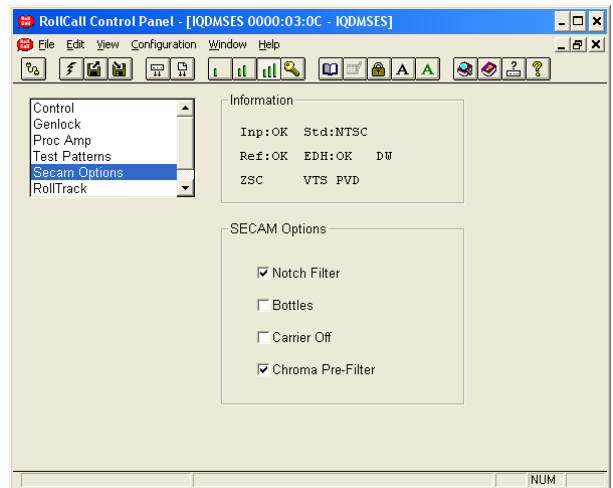 RollCall Control Panel - [IQDMSES 0000:03:0C - IQDMSES]
File Edit View Configuration Window Help
A A
Control
Genlock
Proc Amp
Test Patterns
Secam Options
RollTrack
Information
Inp:OK Std:NTSC
Ref:OK EDH:OK DW
ZSC VTS PVD
SECAM Options
Notch Filter
Bottles
Carrier Off
Chroma Pre-Filter
NUM